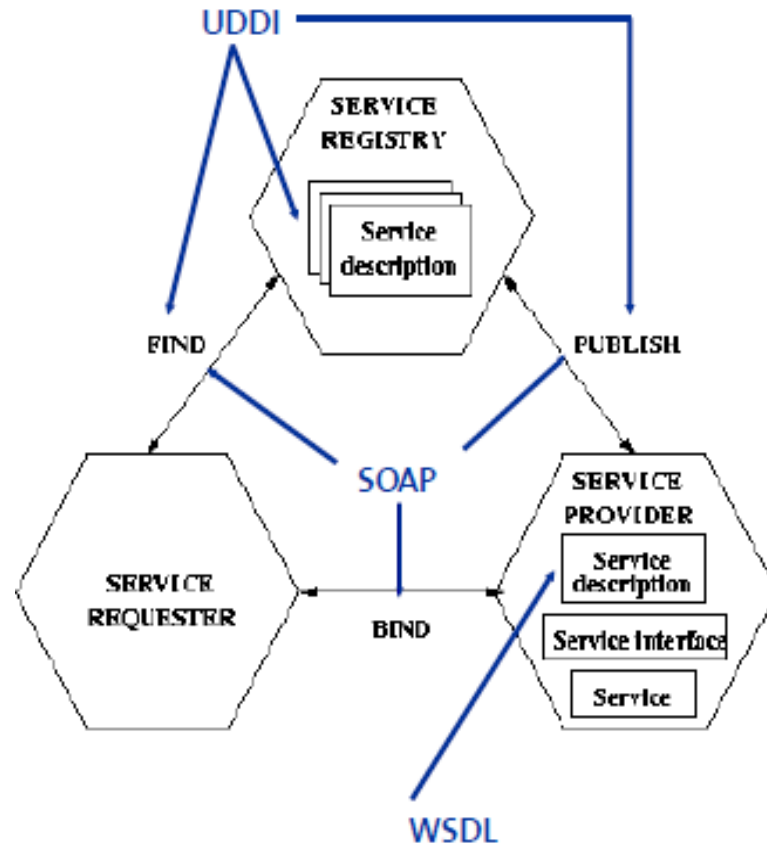 UDDI
SERVICE
REGISTRY
Service
description
FIND
PUBLISH
SOAP
SERVICE
PROVIDER
Service
description
SERVICE
REQUESTER
BIND
Service interface
Service
WSDL